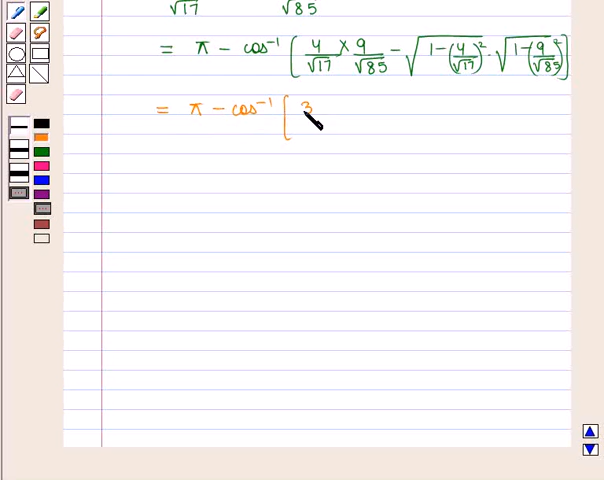 √17 √85
= π − cos⁻¹ [ 4/√17 × 9/√85 − √(1−(4/√17)²) · √(1−(9/√85)²) ]
= π − cos⁻¹ [ 3